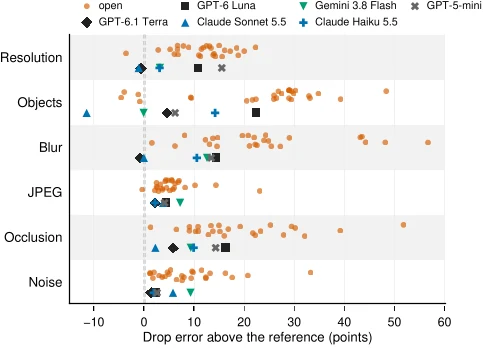 open GPT-6 Luna Gemini 3.8 Flash GPT-5-mini
GPT-6.1 Terra Claude Sonnet 5.5 Claude Haiku 5.5
Resolution
Objects
Blur
JPEG
Occlusion
Noise
−10 0 10 20 30 40 50 60
Drop error above the reference (points)